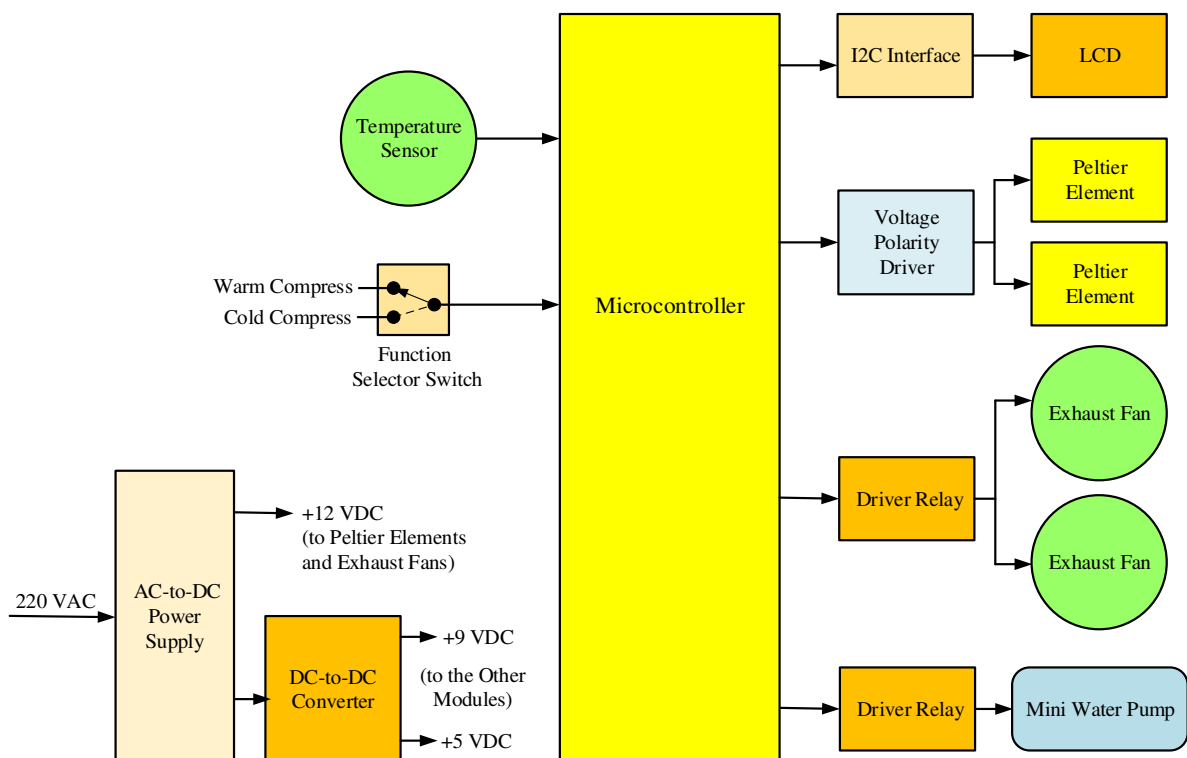 I2C Interface
LCD
Temperature
Sensor
Peltier
Element
Voltage
Polarity
Driver
Peltier
Element
Warm Compress
Cold Compress
Function
Selector Switch
Microcontroller
Exhaust Fan
Driver Relay
Exhaust Fan
+12 VDC
(to Peltier Elements
and Exhaust Fans)
220 VAC
AC-to-DC
Power
Supply
DC-to-DC
Converter
+9 VDC
(to the Other
Modules)
+5 VDC
Driver Relay
Mini Water Pump